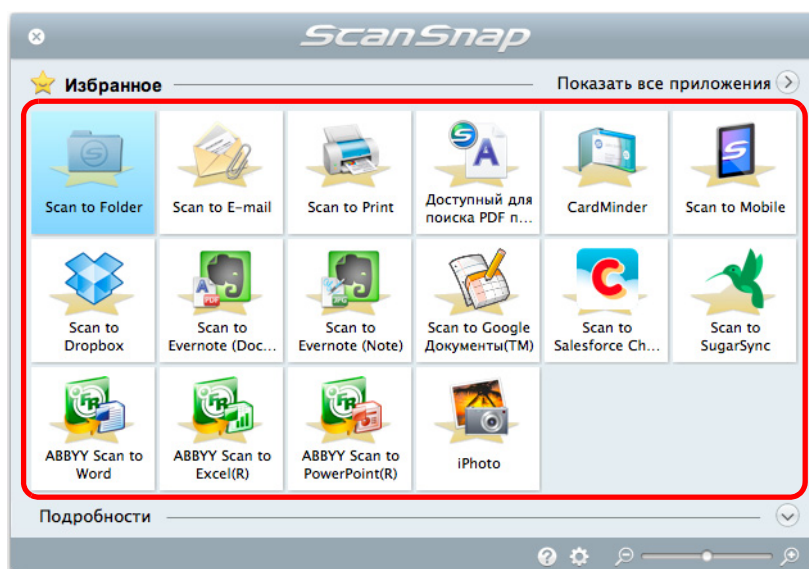 ScanSnap
Избранное
Показать все приложения
Scan to Folder
Scan to E-mail
Scan to Print
Доступный для
поиска PDF п...
CardMinder
Scan to Mobile
Scan to
Dropbox
Scan to
Evernote (Doc...
Scan to
Evernote (Note)
Scan to Google
Документы(TM)
Scan to
Salesforce Ch...
Scan to
SugarSync
ABBYY Scan to
Word
ABBYY Scan to
Excel(R)
ABBYY Scan to
PowerPoint(R)
iPhoto
Подробности